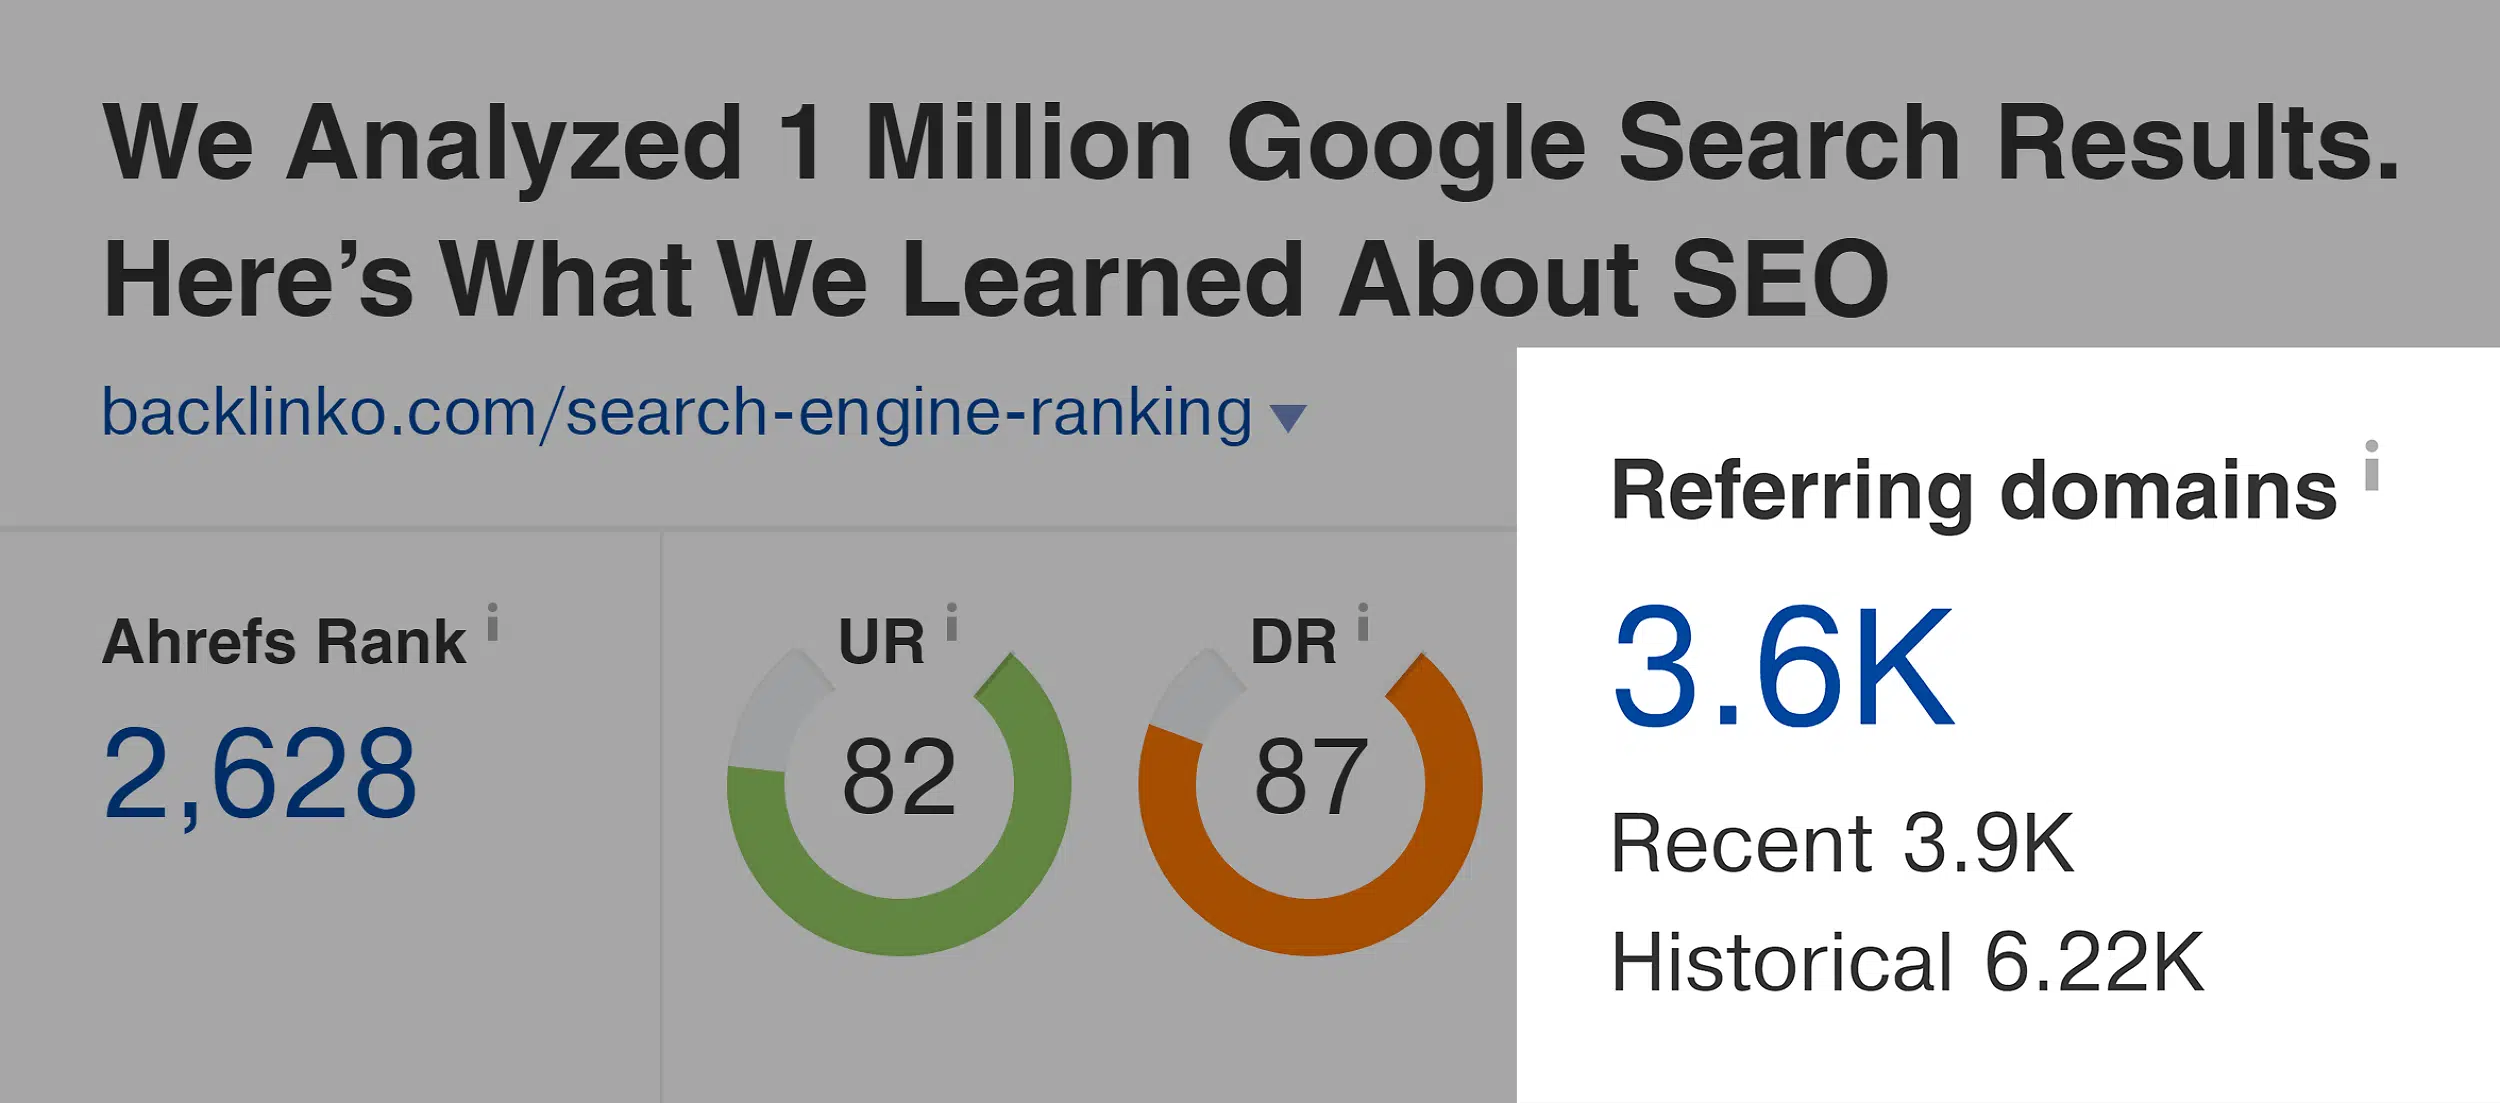 We Analyzed 1 Million Google Search Results.
Here’s What We Learned About SEO
backlinko.com/search-engine-ranking
Referring domains i
3.6K
Recent 3.9K
Historical 6.22K
Ahrefs Rank i
2,628
UR i
82
DR i
87